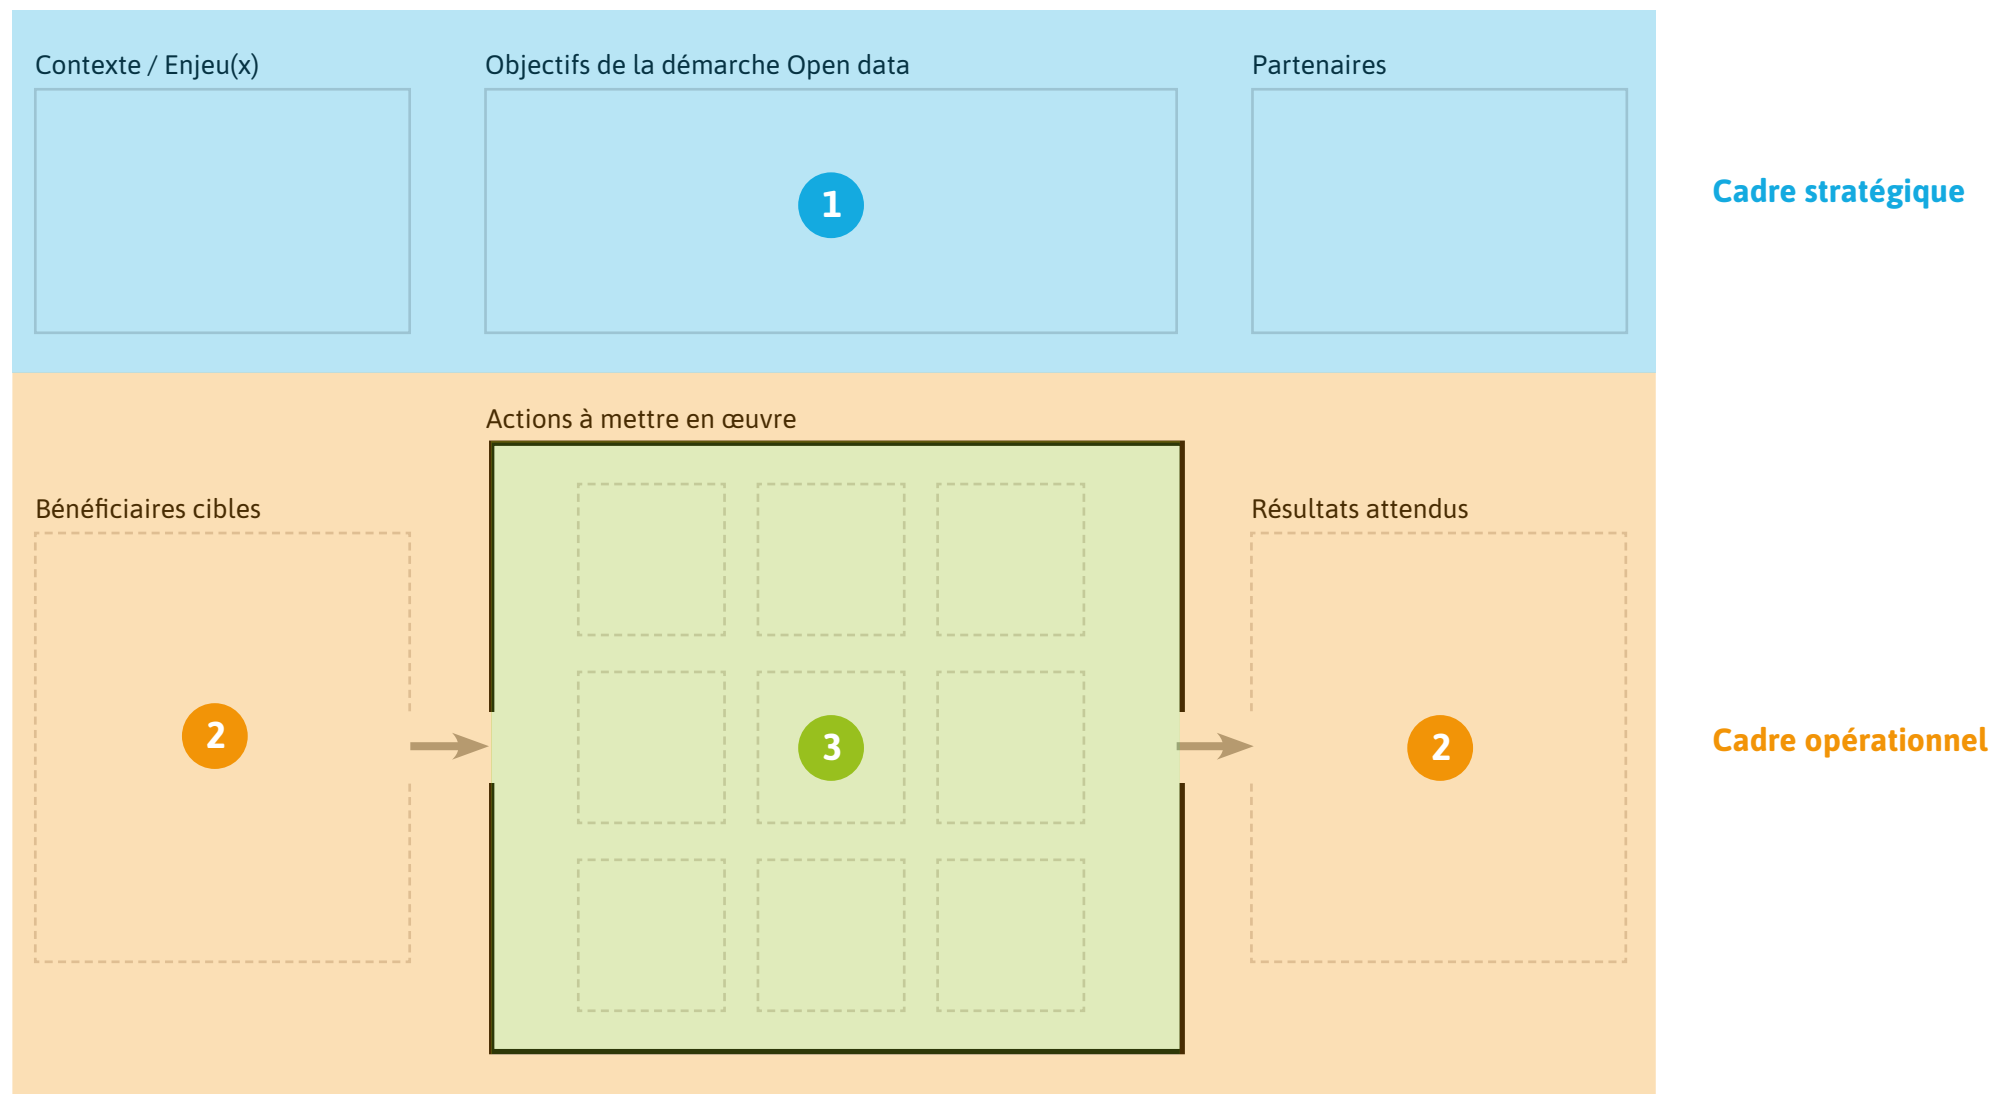 Contexte / Enjeu(x)
Objectifs de la démarche Open data
Partenaires
1
Cadre stratégique
Actions à mettre en œuvre
Bénéficiaires cibles
Résultats attendus
2
3
2
Cadre opérationnel